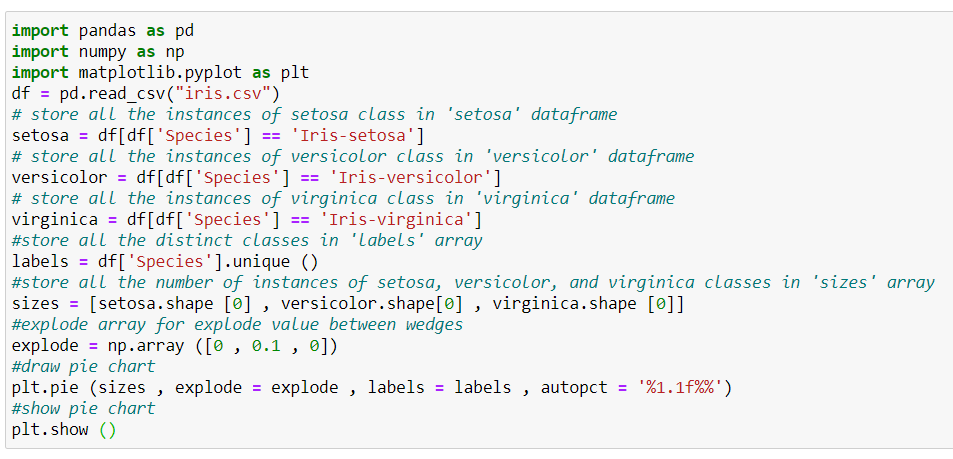 import pandas as pd
import numpy as np
import matplotlib.pyplot as plt
df = pd.read_csv("iris.csv")
# store all the instances of setosa class in 'setosa' dataframe
setosa = df[df['Species'] == 'Iris-setosa']
# store all the instances of versicolor class in 'versicolor' dataframe
versicolor = df[df['Species'] == 'Iris-versicolor']
# store all the instances of virginica class in 'virginica' dataframe
virginica = df[df['Species'] == 'Iris-virginica']
#store all the distinct classes in 'labels' array
labels = df['Species'].unique ()
#store all the number of instances of setosa, versicolor, and virginica classes in 'sizes' array
sizes = [setosa.shape [0] , versicolor.shape[0] , virginica.shape [0]]
#explode array for explode value between wedges
explode = np.array ([0 , 0.1 , 0])
#draw pie chart
plt.pie (sizes , explode = explode , labels = labels , autopct = '%1.1f%%')
#show pie chart
plt.show ()